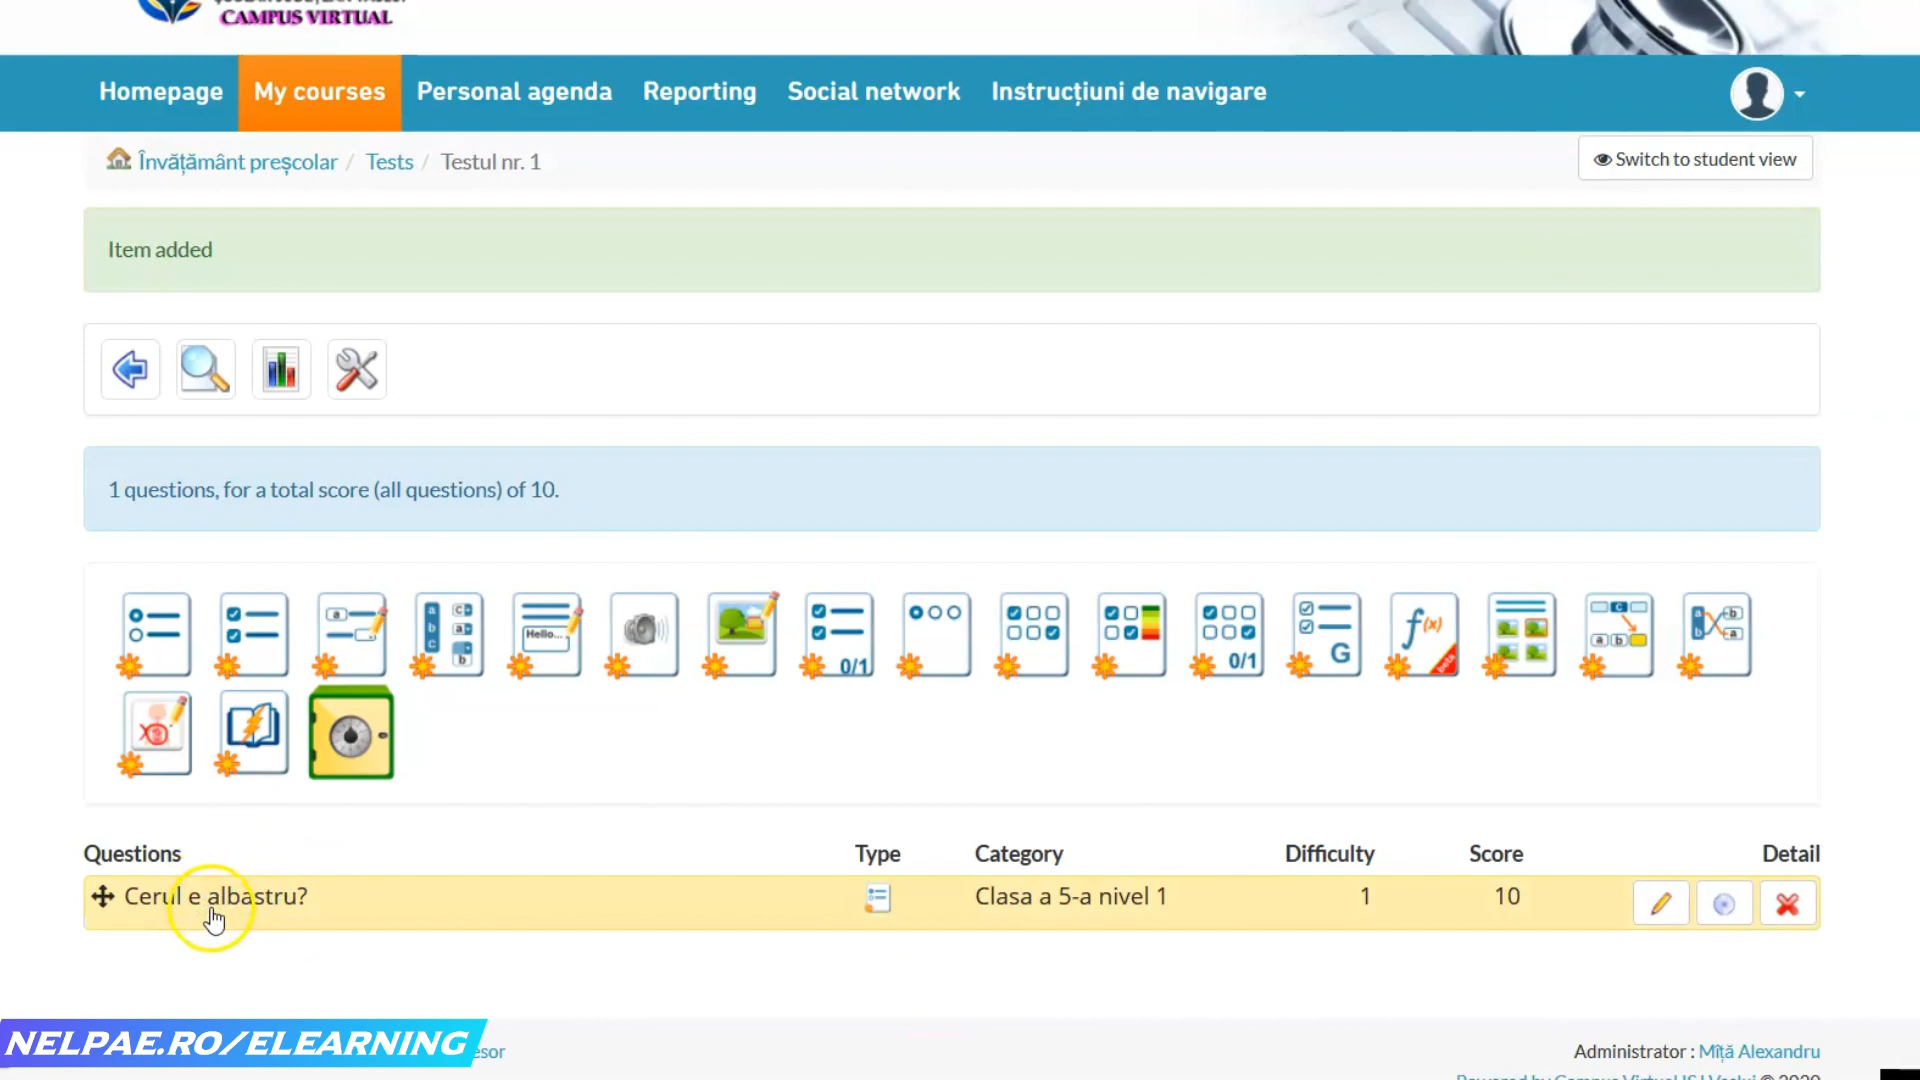 CAMPUS VIRTUAL
Homepage My courses Personal agenda Reporting Social network Instrucțiuni de navigare
Învățământ preșcolar / Tests / Testul nr. 1
Switch to student view
Item added
1 questions, for a total score (all questions) of 10.
a
a b c
c a b
Hello...
0/1
0/1
G
f(x)
beta
c
a b
a b
b a
Questions Type Category Difficulty Score Detail
Cerul e albastru? Clasa a 5-a nivel 1 1 10
NELPAE.RO/ELEARNING
esor
Administrator : Mîță Alexandru